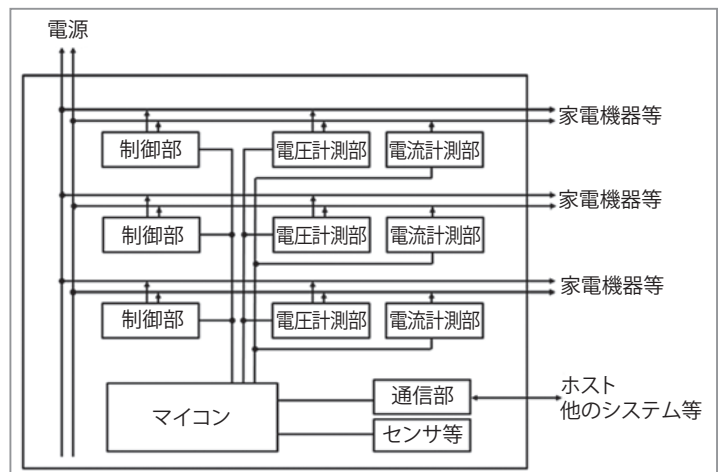 電源
家電機器等
制御部 電圧計測部 電流計測部
家電機器等
制御部 電圧計測部 電流計測部
家電機器等
制御部 電圧計測部 電流計測部
マイコン
通信部
センサ等
ホスト
他のシステム等